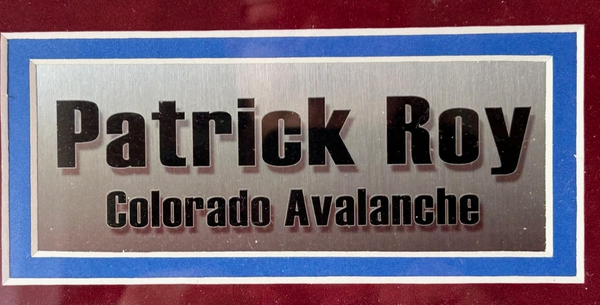 Patrick Roy
Colorado Avalanche